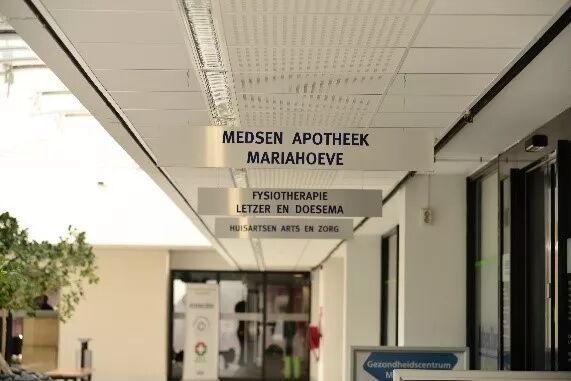 MEDSEN APOTHEEK
MARIAHOEVE
FYSIOTHERAPIE
LETZER EN DOESEMA
HUISARTSEN ARTS EN ZORG
Gezondheidscentrum